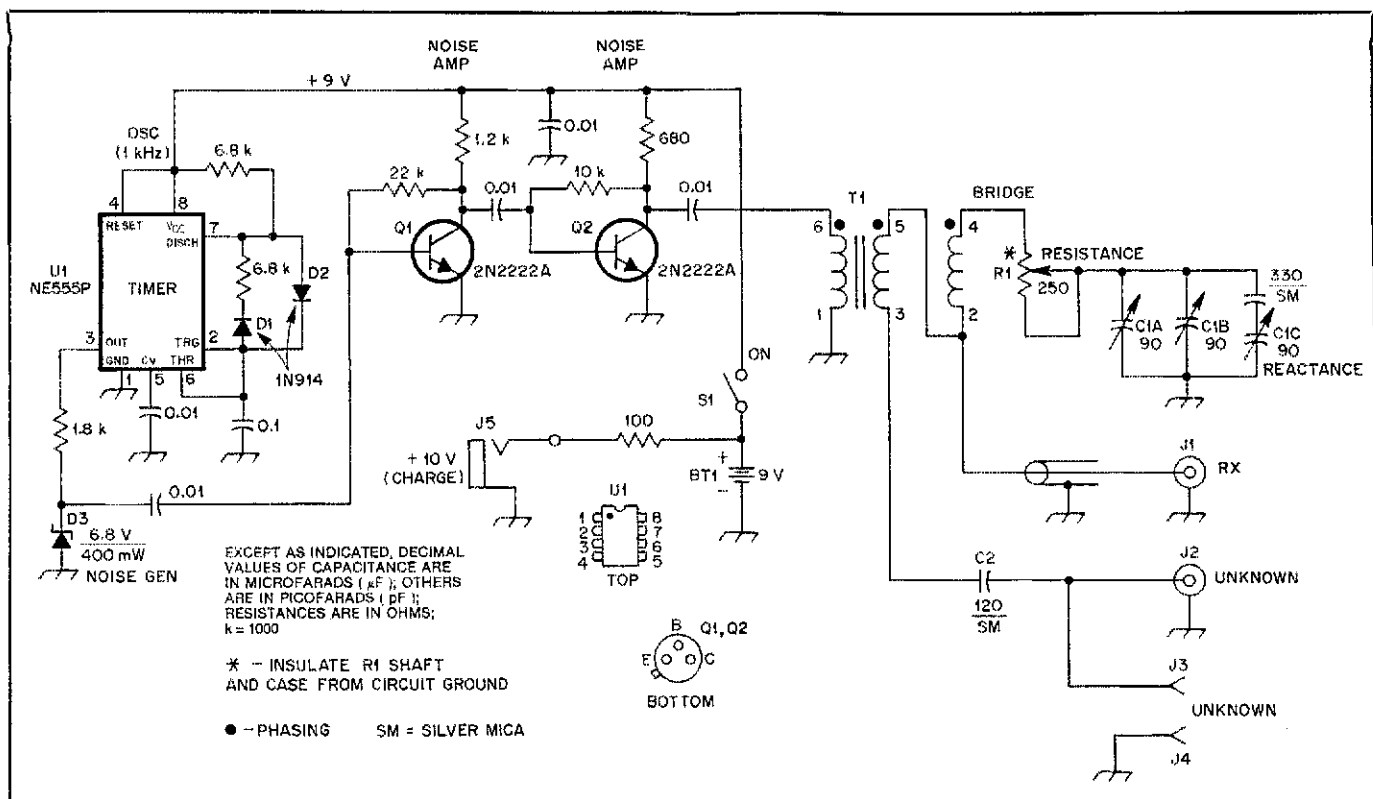 NOISE
AMP
NOISE
AMP
+ 9 V
OSC
(1 kHz)
6.8 k
1.2 k
0.01
680
22 k
0.01
10 k
0.01
4
8
RESET
VCC
DISCH
7
U1
NE555P
TIMER
6.8 k
D2
D1
1N914
3
OUT
TRG
2
GND
CV
THR
1
5
6
0.01
0.1
1.8 k
Q1
2N2222A
Q2
2N2222A
T1
6
5
4
1
3
2
BRIDGE
*
R1
250
RESISTANCE
330
SM
C1A
90
C1B
90
C1C
90
REACTANCE
ON
S1
J5
100
+ 10 V
(CHARGE)
+
BT1
9 V
-
J1
RX
0.01
D3
6.8 V
400 mW
NOISE GEN
U1
1
2
3
4
8
7
6
5
TOP
C2
120
SM
J2
UNKNOWN
J3
UNKNOWN
J4
B
E
C
Q1, Q2
BOTTOM
EXCEPT AS INDICATED, DECIMAL
VALUES OF CAPACITANCE ARE
IN MICROFARADS ( µF ); OTHERS
ARE IN PICOFARADS ( pF );
RESISTANCES ARE IN OHMS;
k = 1000
* - INSULATE R1 SHAFT
AND CASE FROM CIRCUIT GROUND
● - PHASING SM = SILVER MICA